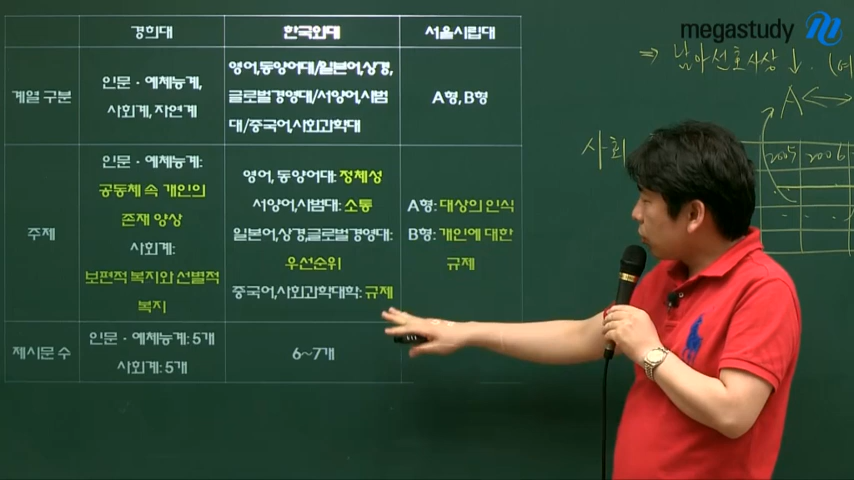 megastudy
경희대
한국외대
서울시립대
계열 구분
인문·예체능계,
사회계, 자연계
영어,동양어대/일본어,상경,
글로벌경영대/서양어,사범
대/중국어,사회과학대
A형, B형
주제
인문·예체능계:
공동체 속 개인의
존재 양상
사회계:
보편적 복지와 선별적
복지
영어, 동양어대: 정체성
서양어,사범대: 소통
일본어,상경,글로벌경영대:
우선순위
중국어,사회과학대학: 규제
A형: 대상의 인식
B형: 개인에 대한
규제
제시문 수
인문·예체능계: 5개
사회계: 5개
6~7개
⇒ 남아선호사상 ↓. (여
A ↔
사회
2005 2006